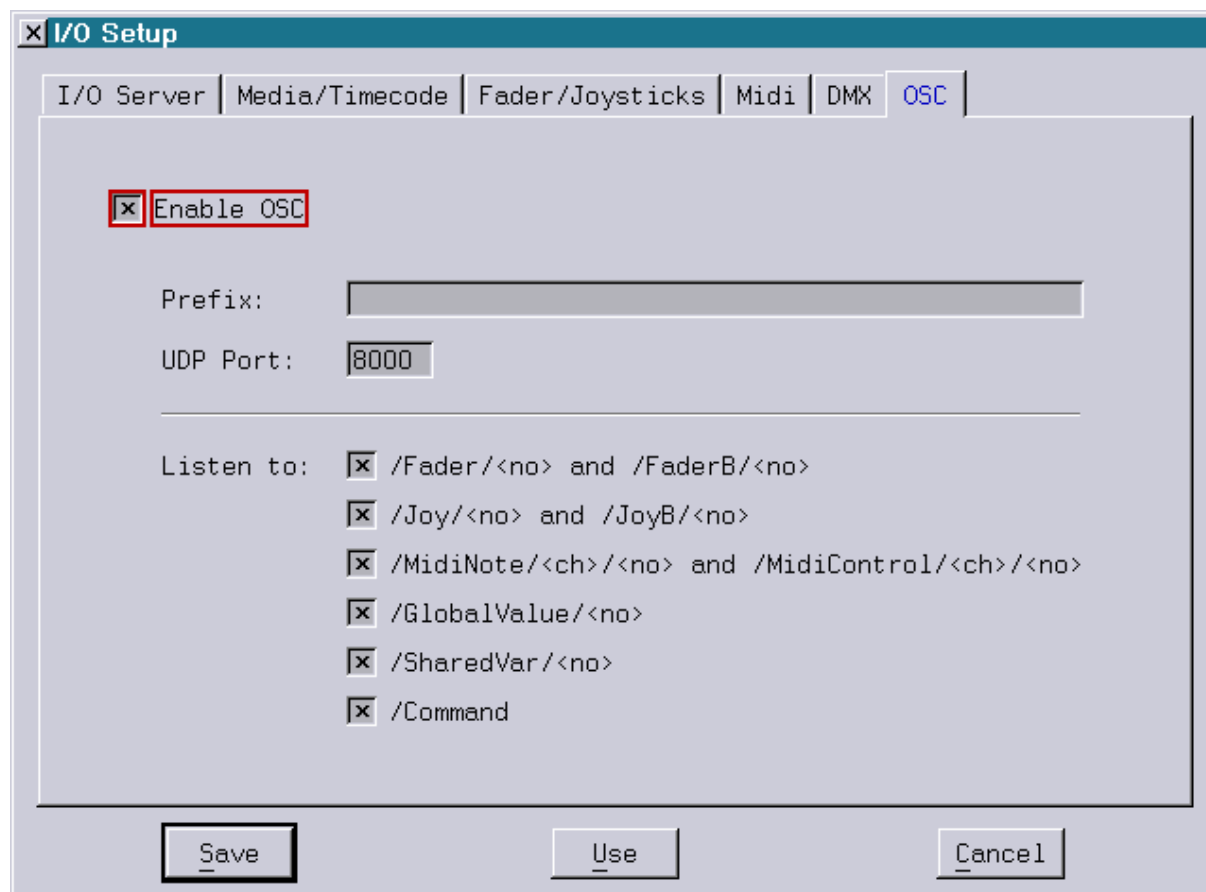 I/O Setup
I/O Server Media/Timecode Fader/Joysticks Midi DMX OSC
Enable OSC
Prefix:
UDP Port: 8000
Listen to: /Fader/<no> and /FaderB/<no>
/Joy/<no> and /JoyB/<no>
/MidiNote/<ch>/<no> and /MidiControl/<ch>/<no>
/GlobalValue/<no>
/SharedVar/<no>
/Command
Save Use Cancel